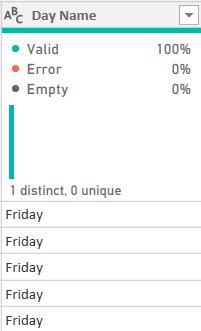 ABC Day Name
Valid 100%
Error 0%
Empty 0%
1 distinct, 0 unique
Friday
Friday
Friday
Friday
Friday